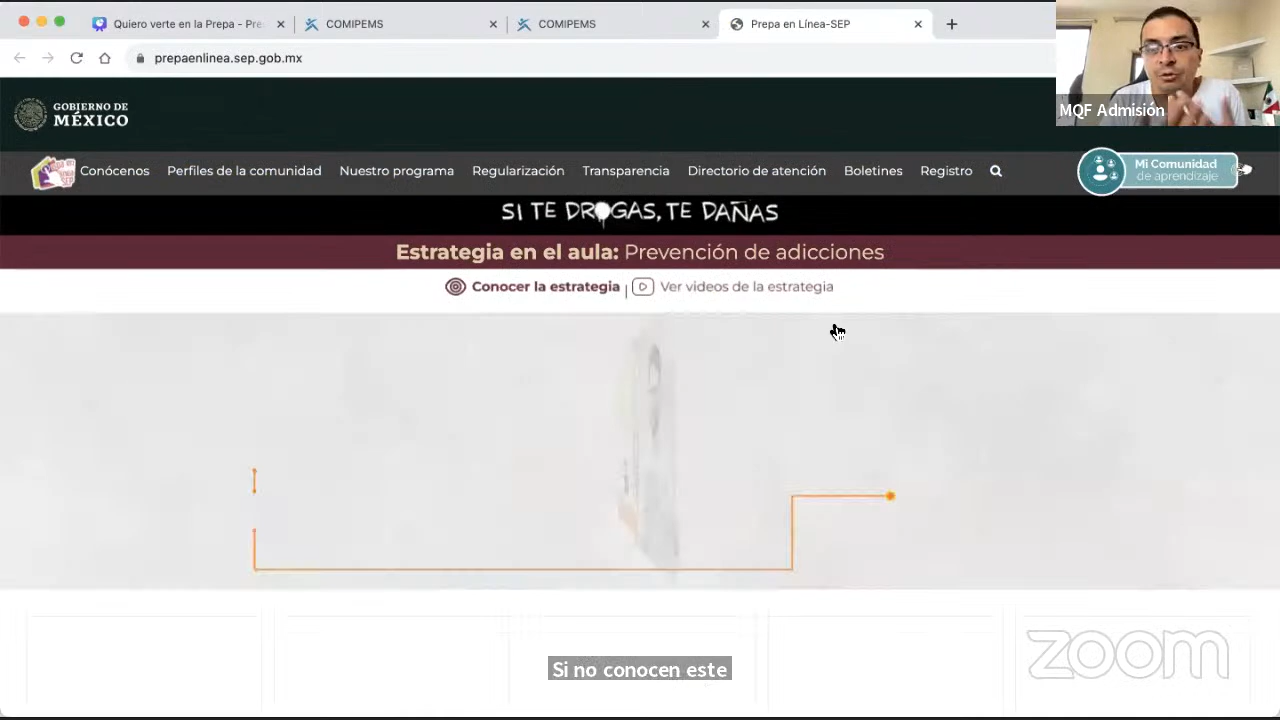 Quiero verte en la Prepa - Pre
COMIPEMS
COMIPEMS
Prepa en Línea-SEP
prepaenlinea.sep.gob.mx
MQF Admisión
GOBIERNO DE
MÉXICO
Conócenos
Perfiles de la comunidad
Nuestro programa
Regularización
Transparencia
Directorio de atención
Boletines
Registro
Mi Comunidad
de aprendizaje
SI TE DROGAS, TE DAÑAS
Estrategia en el aula: Prevención de adicciones
Conocer la estrategia | Ver videos de la estrategia
zoom
Si no conocen este